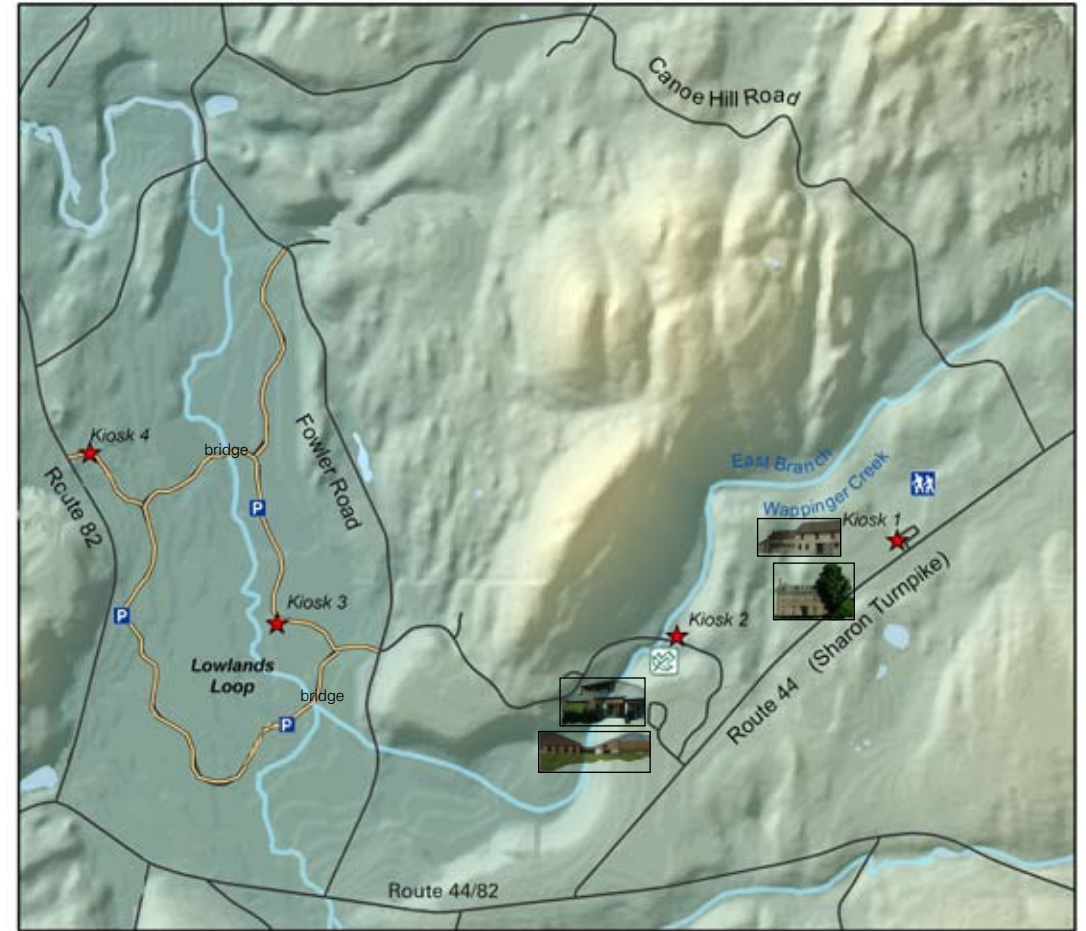 Canoe Hill Road
Kiosk 4
bridge
Fowler Road
East Branch
Wappinger Creek
Route 82
P
Kiosk 1
Kiosk 3
P
Kiosk 2
Route 44 (Sharon Turnpike)
Lowlands
Loop
bridge
P
Route 44/82